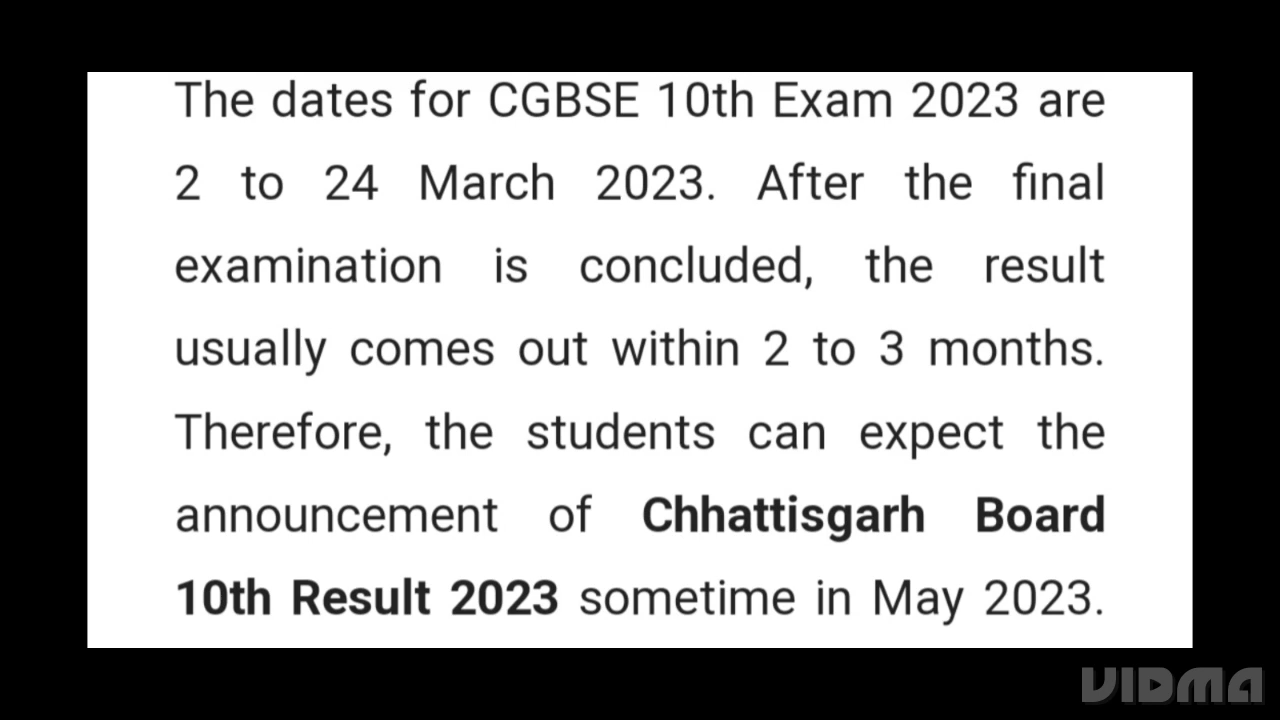 The dates for CGBSE 10th Exam 2023 are
2 to 24 March 2023. After the final
examination is concluded, the result
usually comes out within 2 to 3 months.
Therefore, the students can expect the
announcement of Chhattisgarh Board
10th Result 2023 sometime in May 2023.
VIDMA